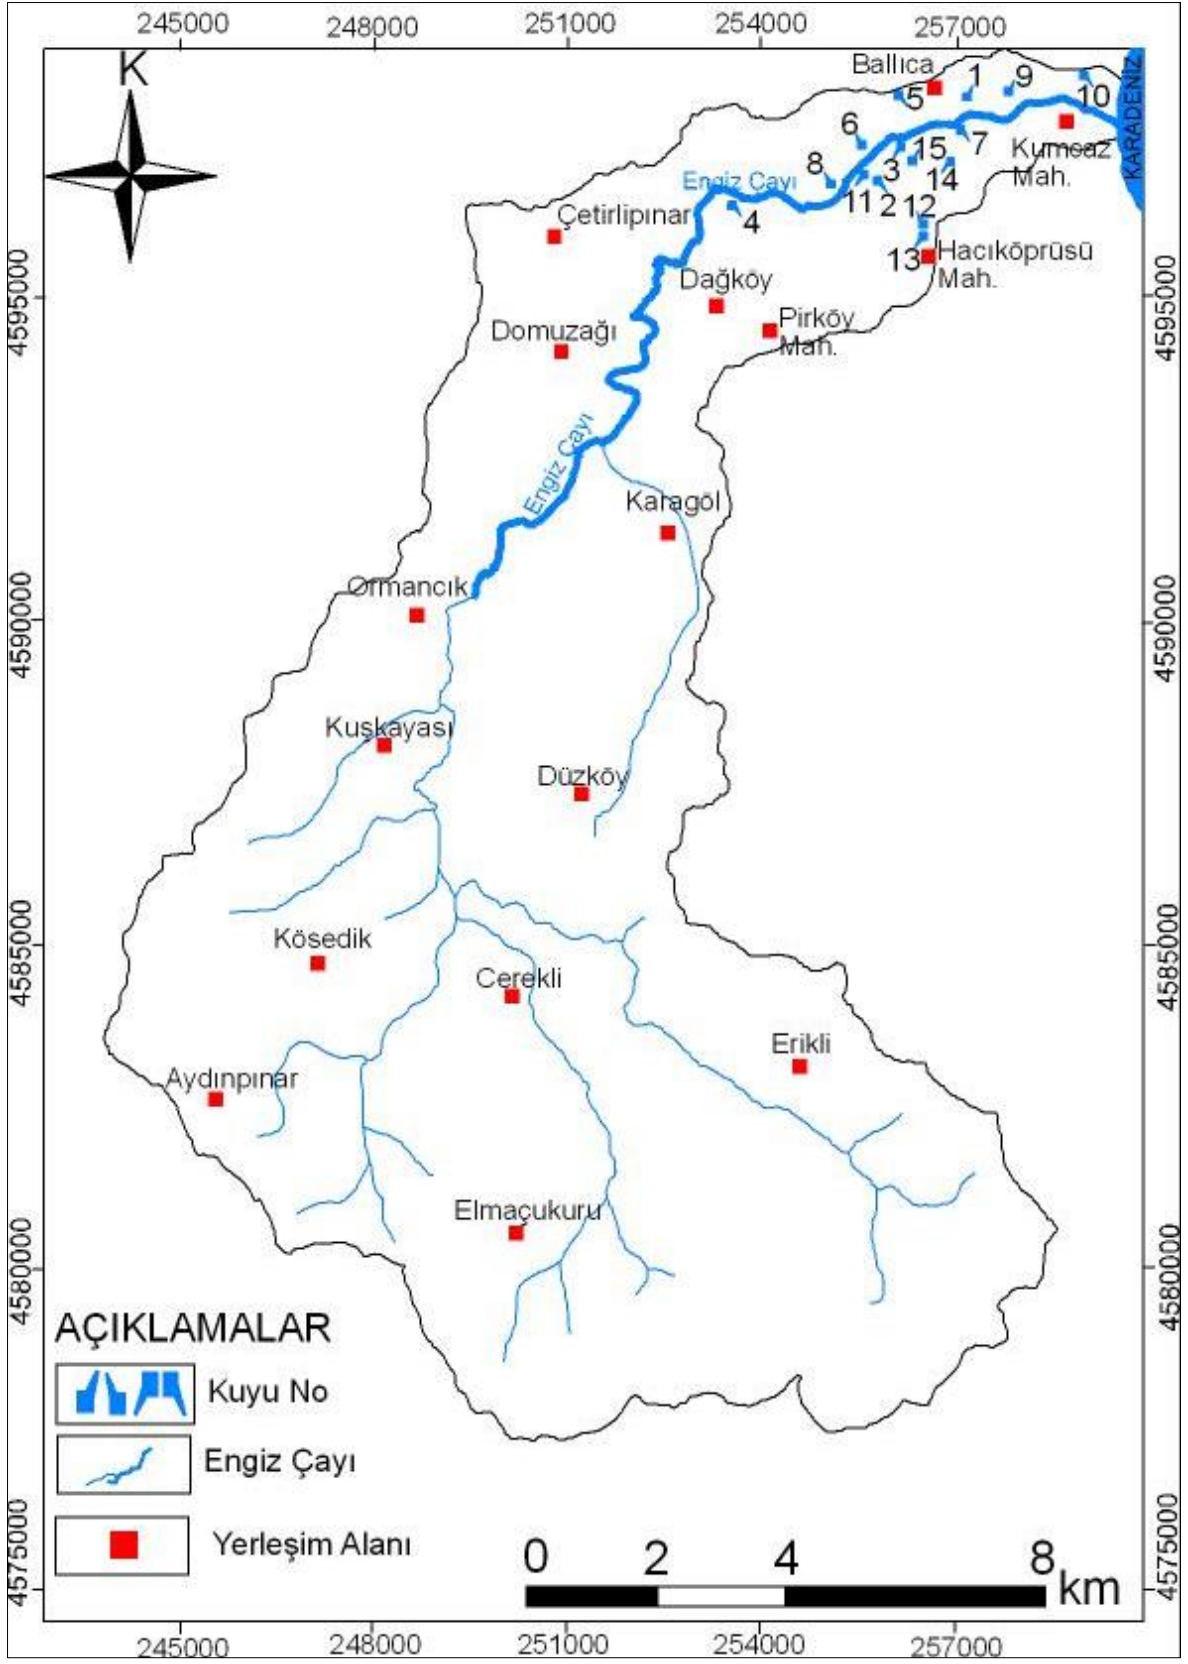 245000
248000
251000
254000
257000
K
Ballıca
1
9
5
10
KARADENİZ
6
15
7
Kumcaz
Mah.
8
3
14
Engiz Çayı
11
2
12
4
Çetirlipınar
13
Hacıköprüsü
Mah.
4595000
4595000
Dağköy
Pirköy
Mah.
Domuzağı
Engiz Çayı
Karagöl
Ormancık
4590000
4590000
Kuşkayası
Düzköy
Kösedik
4585000
4585000
Cerekli
Erikli
Aydınpınar
Elmaçukuru
4580000
4580000
AÇIKLAMALAR
Kuyu No
Engiz Çayı
Yerleşim Alanı
4575000
4575000
0
2
4
8
km
245000
248000
251000
254000
257000